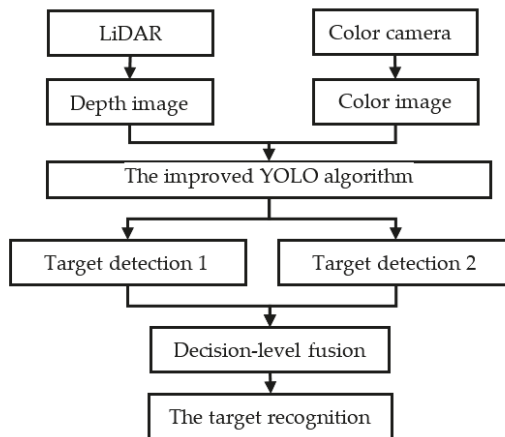 LiDAR
Color camera
Depth image
Color image
The improved YOLO algorithm
Target detection 1
Target detection 2
Decision-level fusion
The target recognition